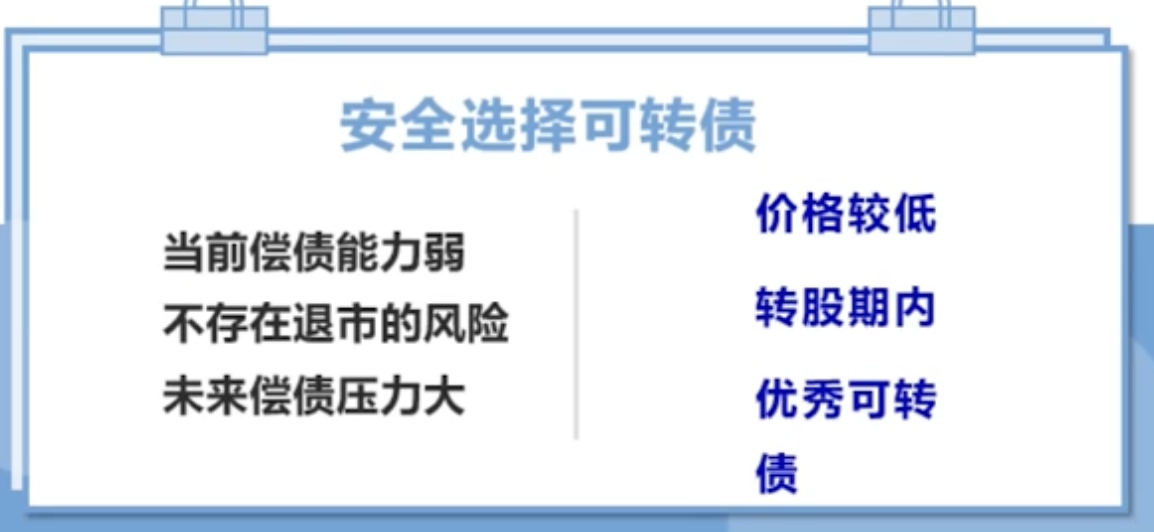 安全选择可转债
当前偿债能力弱
不存在退市的风险
未来偿债压力大
价格较低
转股期内
优秀可转
债